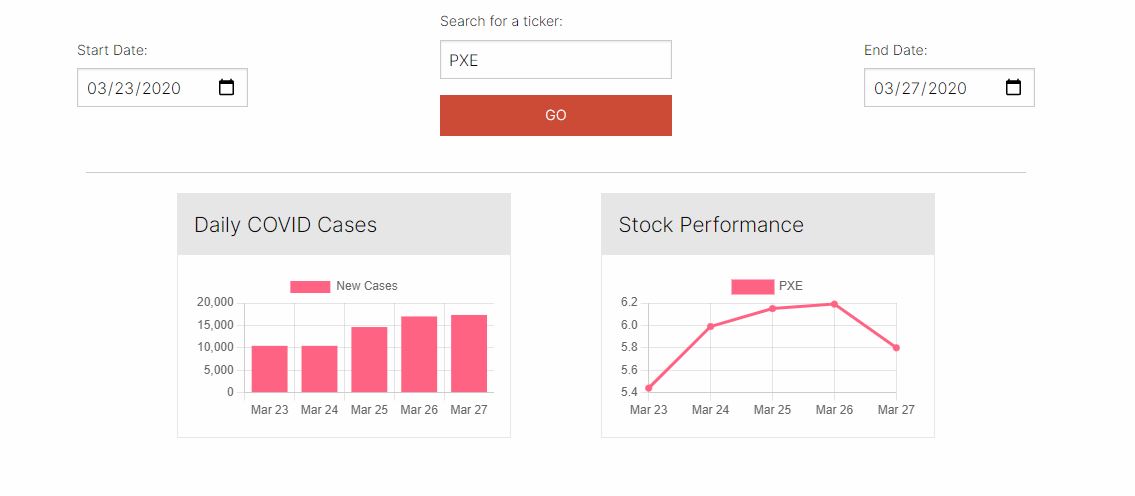 Search for a ticker:
Start Date:
End Date:
PXE
03/23/2020
03/27/2020
GO
Daily COVID Cases
New Cases
20,000
15,000
10,000
5,000
0
Mar 23 Mar 24 Mar 25 Mar 26 Mar 27
Stock Performance
PXE
6.2
6.0
5.8
5.6
5.4
Mar 23 Mar 24 Mar 25 Mar 26 Mar 27